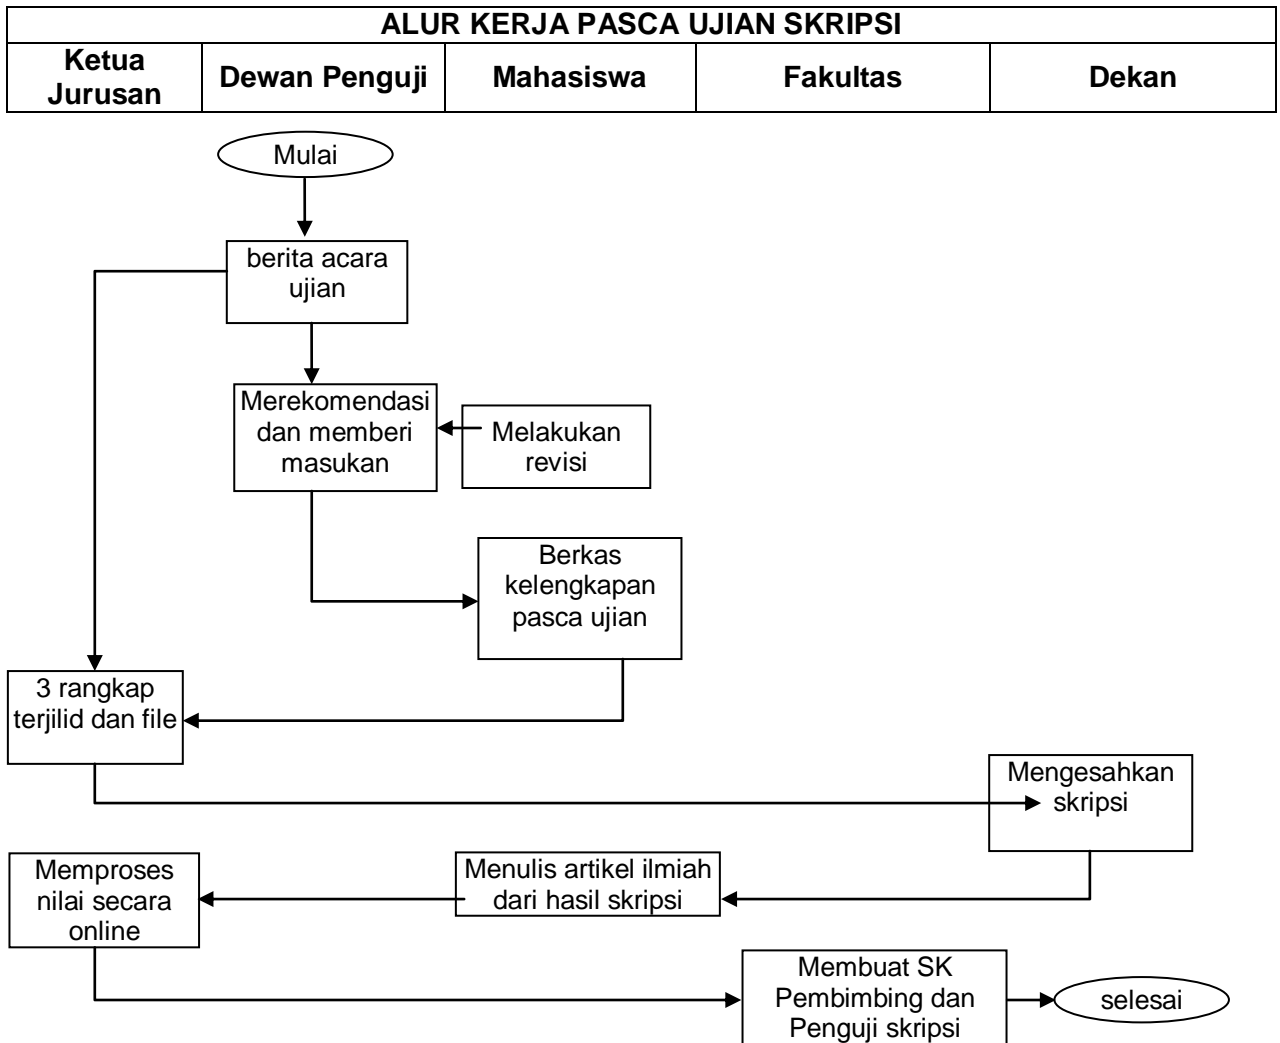 ALUR KERJA PASCA UJIAN SKRIPSI
Ketua
Jurusan
Dewan Penguji
Mahasiswa
Fakultas
Dekan
Mulai
berita acara
ujian
Merekomendasi
dan memberi
masukan
Melakukan
revisi
Berkas
kelengkapan
pasca ujian
3 rangkap
terjilid dan file
Mengesahkan
skripsi
Menulis artikel ilmiah
dari hasil skripsi
Memproses
nilai secara
online
Membuat SK
Pembimbing dan
Penguji skripsi
selesai